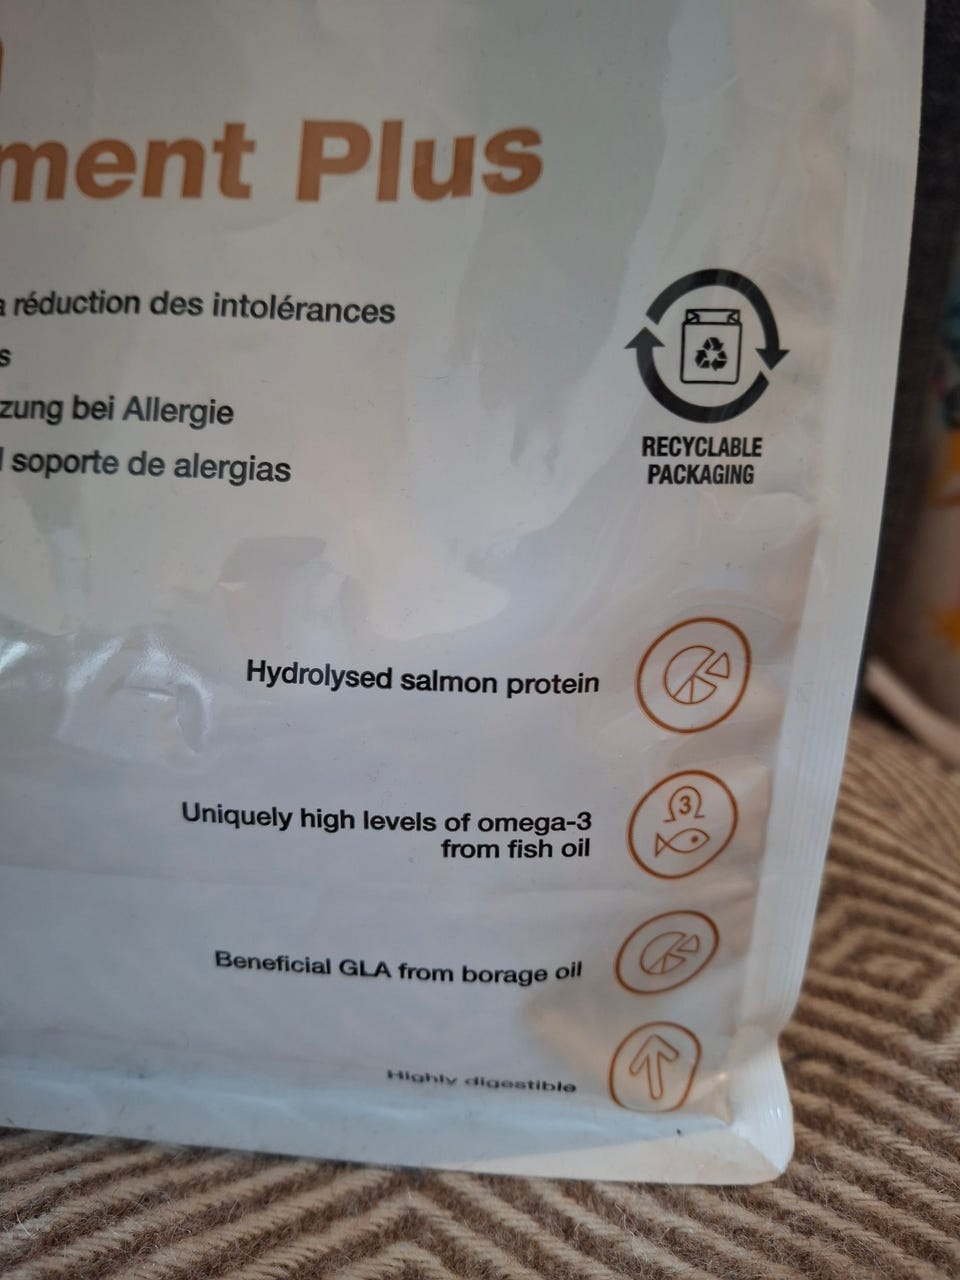 ment Plus
a réduction des intolérances
s
zung bei Allergie
l soporte de alergias
RECYCLABLE
PACKAGING
Hydrolysed salmon protein
3
Uniquely high levels of omega-3
from fish oil
Beneficial GLA from borage oil
Highly digestible